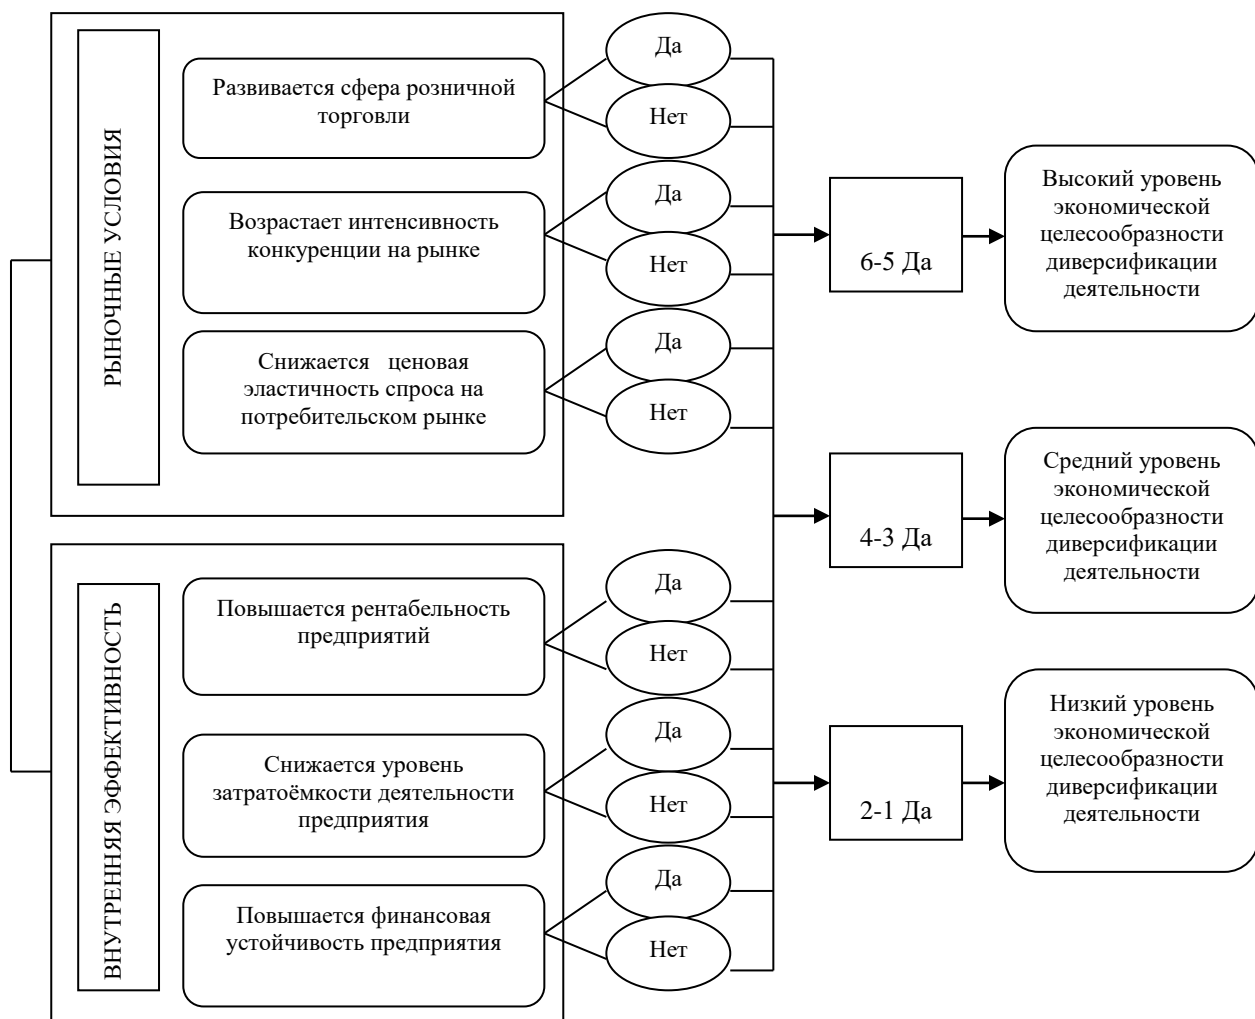 РЫНОЧНЫЕ УСЛОВИЯ
Развивается сфера розничной
торговли
Да
Нет
Возрастает интенсивность
конкуренции на рынке
Да
Нет
Снижается ценовая
эластичность спроса на
потребительском рынке
Да
Нет
ВНУТРЕННЯЯ ЭФФЕКТИВНОСТЬ
Повышается рентабельность
предприятий
Да
Нет
Снижается уровень
затратоёмкости деятельности
предприятия
Да
Нет
Повышается финансовая
устойчивость предприятия
Да
Нет
6-5 Да
Высокий уровень
экономической
целесообразности
диверсификации
деятельности
4-3 Да
Средний уровень
экономической
целесообразности
диверсификации
деятельности
2-1 Да
Низкий уровень
экономической
целесообразности
диверсификации
деятельности